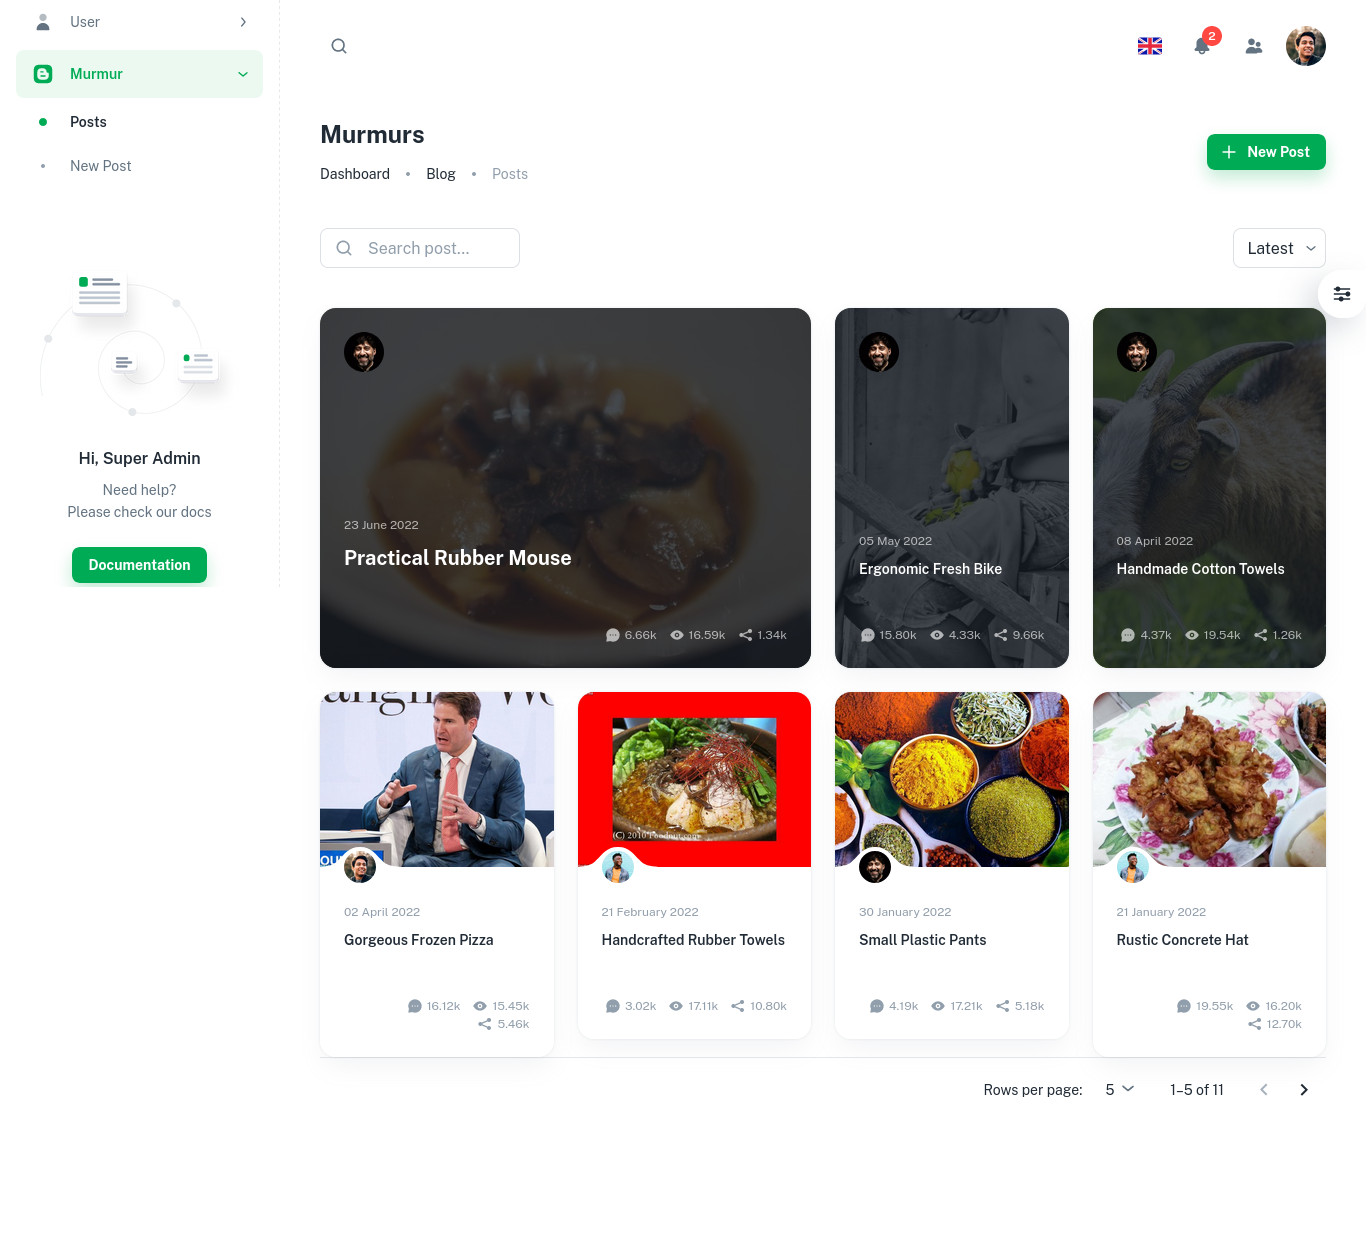 User
Murmur
Posts
New Post
Hi, Super Admin
Need help?
Please check our docs
Documentation
2
Murmurs
Dashboard • Blog • Posts
New Post
Search post...
Latest
23 June 2022
Practical Rubber Mouse
6.66k 16.59k 1.34k
05 May 2022
Ergonomic Fresh Bike
15.80k 4.33k 9.66k
08 April 2022
Handmade Cotton Towels
4.37k 19.54k 1.26k
02 April 2022
Gorgeous Frozen Pizza
16.12k 15.45k
5.46k
(C) 2010 Foodnut.com
21 February 2022
Handcrafted Rubber Towels
3.02k 17.11k 10.80k
30 January 2022
Small Plastic Pants
4.19k 17.21k 5.18k
21 January 2022
Rustic Concrete Hat
19.55k 16.20k
12.70k
Rows per page: 5 1–5 of 11